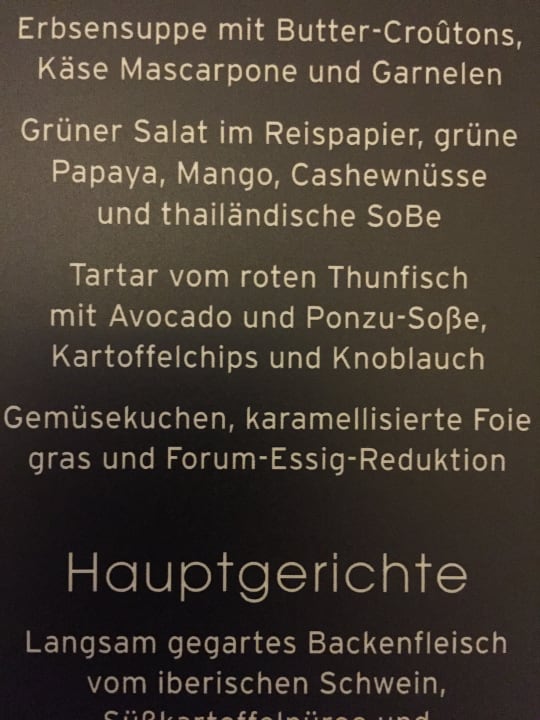 Erbsensuppe mit Butter-Croûtons,
Käse Mascarpone und Garnelen
Grüner Salat im Reispapier, grüne
Papaya, Mango, Cashewnüsse
und thailändische SoBe
Tartar vom roten Thunfisch
mit Avocado und Ponzu-Soße,
Kartoffelchips und Knoblauch
Gemüsekuchen, karamellisierte Foie
gras und Forum-Essig-Reduktion
Hauptgerichte
Langsam gegartes Backenfleisch
vom iberischen Schwein,
Süßkartoffelpüree und